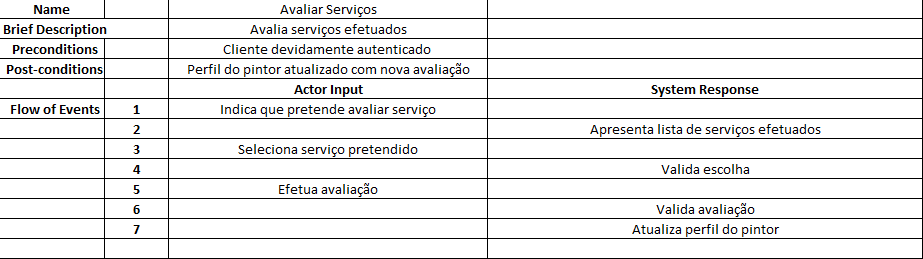 Name Avaliar Serviços
Brief Description Avalia serviços efetuados
Preconditions Cliente devidamente autenticado
Post-conditions Perfil do pintor atualizado com nova avaliação
Actor Input System Response
Flow of Events 1 Indica que pretende avaliar serviço
2 Apresenta lista de serviços efetuados
3 Seleciona serviço pretendido
4 Valida escolha
5 Efetua avaliação
6 Valida avaliação
7 Atualiza perfil do pintor